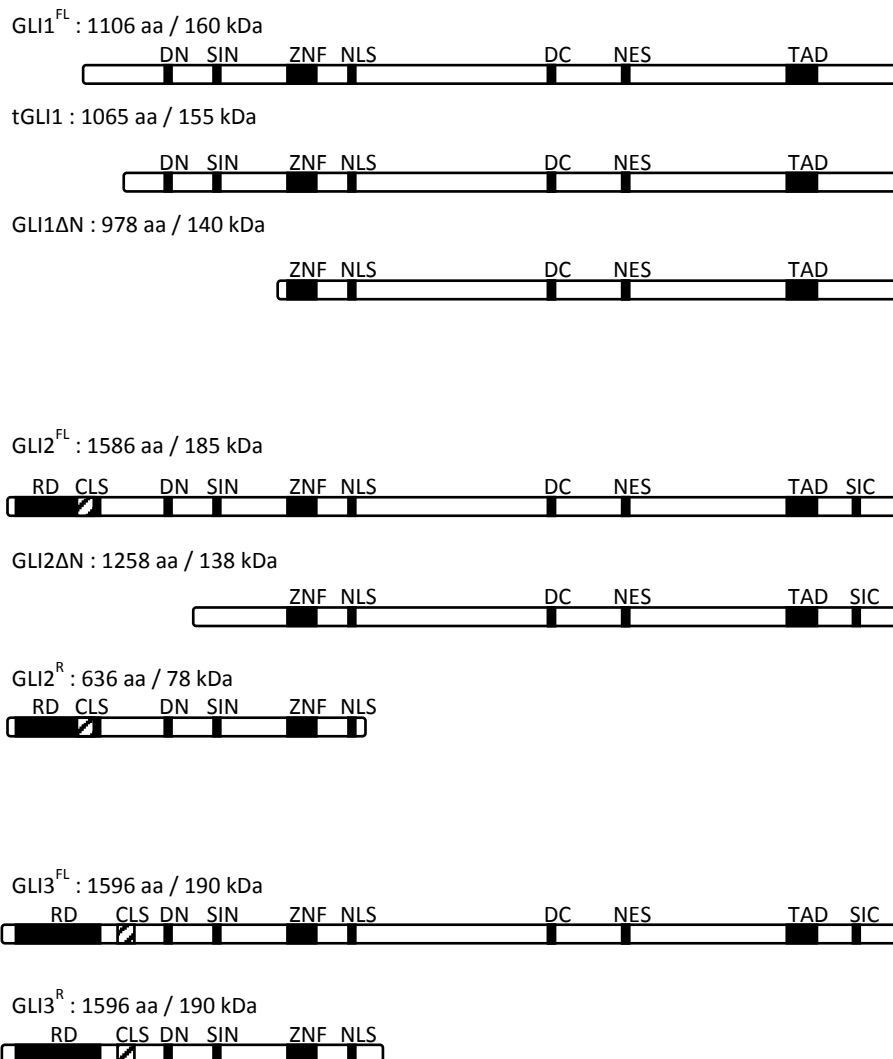 GLI1FL : 1106 aa / 160 kDa
DN SIN ZNF NLS DC NES TAD
tGLI1 : 1065 aa / 155 kDa
DN SIN ZNF NLS DC NES TAD
GLI1ΔN : 978 aa / 140 kDa
ZNF NLS DC NES TAD
GLI2FL : 1586 aa / 185 kDa
RD CLS DN SIN ZNF NLS DC NES TAD SIC
GLI2ΔN : 1258 aa / 138 kDa
ZNF NLS DC NES TAD SIC
GLI2R : 636 aa / 78 kDa
RD CLS DN SIN ZNF NLS
GLI3FL : 1596 aa / 190 kDa
RD CLS DN SIN ZNF NLS DC NES TAD SIC
GLI3R : 1596 aa / 190 kDa
RD CLS DN SIN ZNF NLS